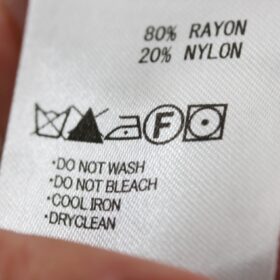 80% RAYON
20% NYLON
F
·DO NOT WASH
·DO NOT BLEACH
·COOL IRON
·DRYCLEAN